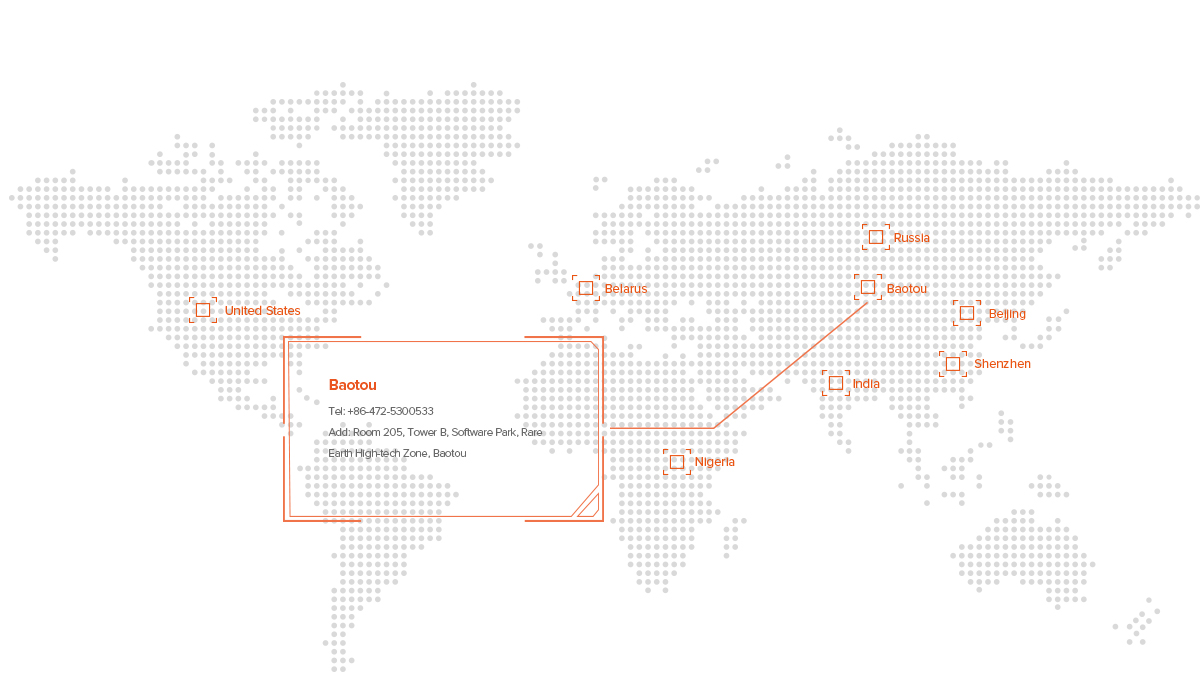 Russia
Baotou
Belarus
United States
Beijing
Shenzhen
India
Nigeria
Baotou
Tel: +86-472-5300533
Add: Room 205, Tower B, Software Park, Rare
Earth High-tech Zone, Baotou